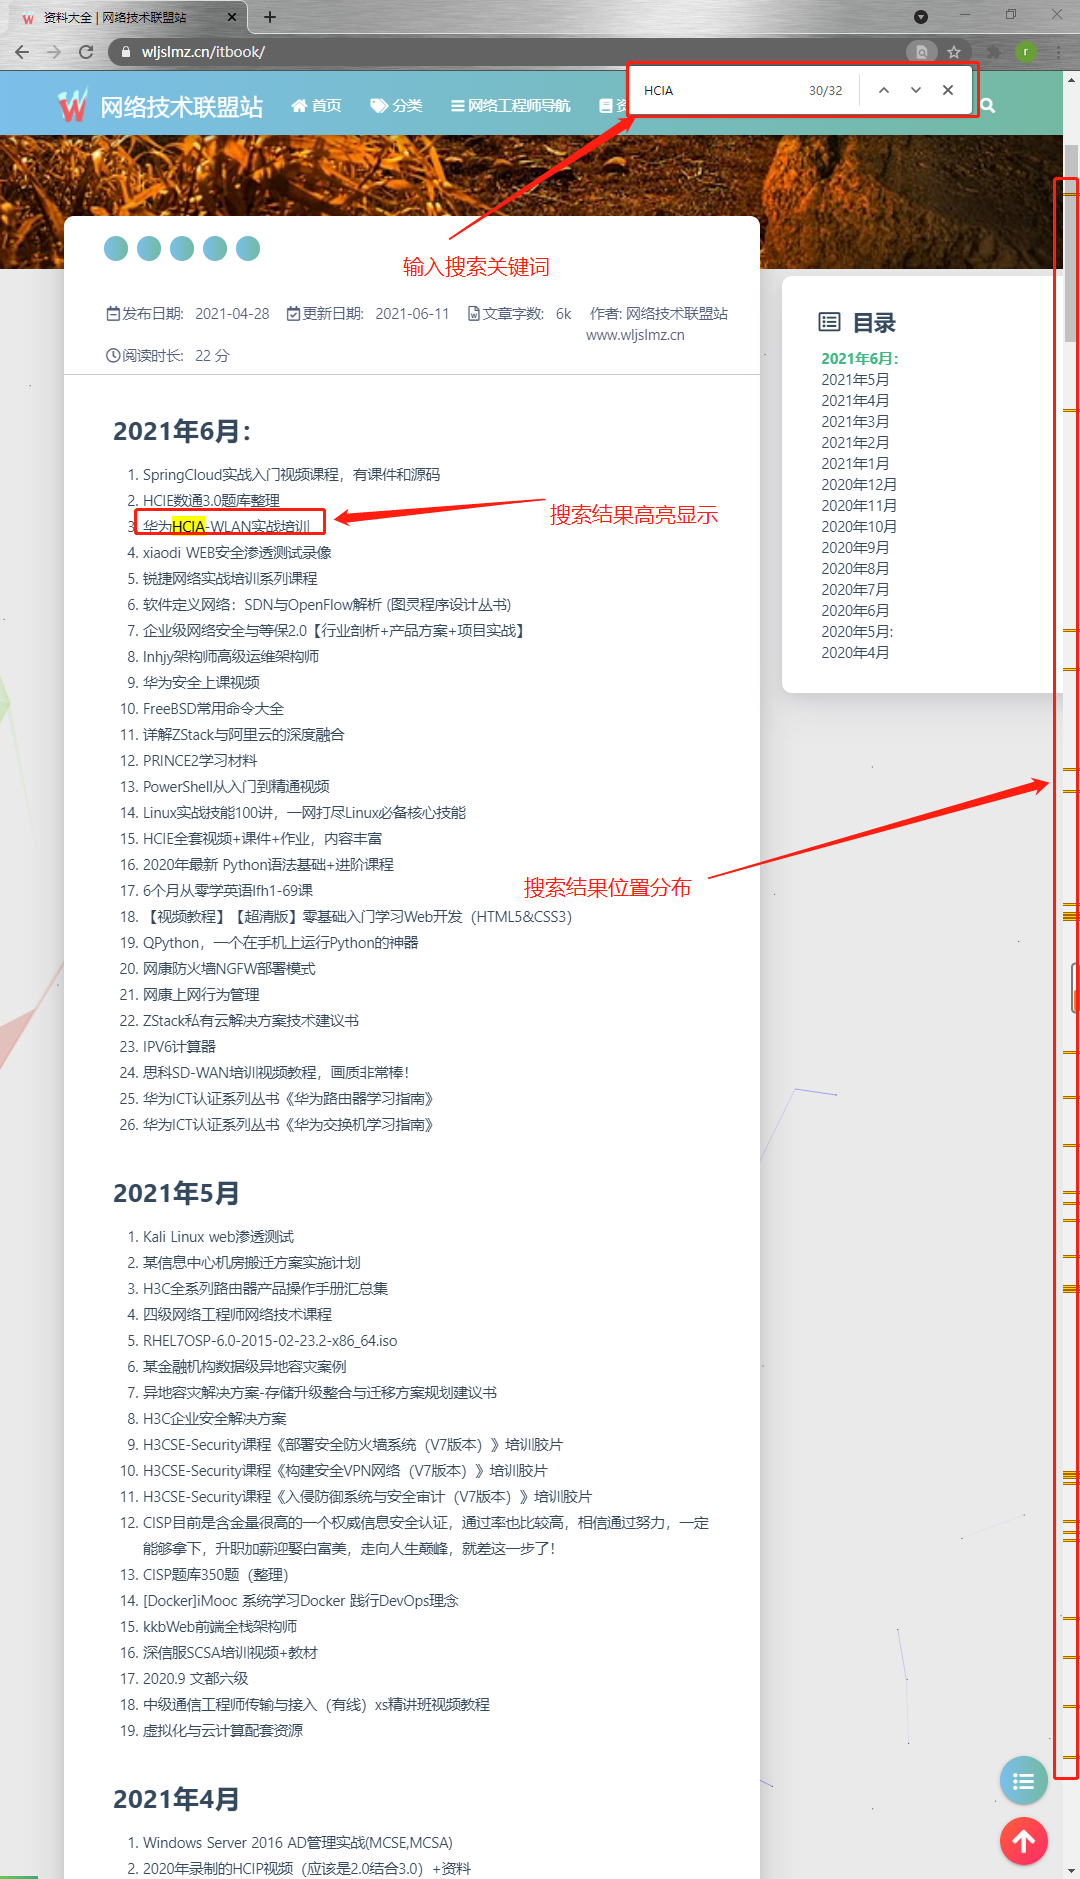 资料大全 | 网络技术联盟站
wljslmz.cn/itbook/
r
网络技术联盟站
首页
分类
网络工程师导航
资
HCIA
30/32
输入搜索关键词
发布日期: 2021-04-28
更新日期: 2021-06-11
文章字数: 6k
作者: 网络技术联盟站
www.wljslmz.cn
阅读时长: 22 分
目录
2021年6月:
2021年5月
2021年4月
2021年3月
2021年2月
2021年1月
2020年12月
2020年11月
2020年10月
2020年9月
2020年8月
2020年7月
2020年6月
2020年5月:
2020年4月
2021年6月：
1. SpringCloud实战入门视频课程，有课件和源码
2. HCIE数通3.0题库整理
3. 华为HCIA-WLAN实战培训
搜索结果高亮显示
4. xiaodi WEB安全渗透测试录像
5. 锐捷网络实战培训系列课程
6. 软件定义网络：SDN与OpenFlow解析 (图灵程序设计丛书)
7. 企业级网络安全与等保2.0【行业剖析+产品方案+项目实战】
8. lnhjy架构师高级运维架构师
9. 华为安全上课视频
10. FreeBSD常用命令大全
11. 详解ZStack与阿里云的深度融合
12. PRINCE2学习材料
13. PowerShell从入门到精通视频
14. Linux实战技能100讲，一网打尽Linux必备核心技能
15. HCIE全套视频+课件+作业，内容丰富
16. 2020年最新 Python语法基础+进阶课程
17. 6个月从零学英语lfh1-69课
搜索结果位置分布
18. 【视频教程】【超清版】零基础入门学习Web开发（HTML5&CSS3）
19. QPython，一个在手机上运行Python的神器
20. 网康防火墙NGFW部署模式
21. 网康上网行为管理
22. ZStack私有云解决方案技术建议书
23. IPV6计算器
24. 思科SD-WAN培训视频教程，画质非常棒！
25. 华为ICT认证系列丛书《华为路由器学习指南》
26. 华为ICT认证系列丛书《华为交换机学习指南》
2021年5月
1. Kali Linux web渗透测试
2. 某信息中心机房搬迁方案实施计划
3. H3C全系列路由器产品操作手册汇总集
4. 四级网络工程师网络技术课程
5. RHEL7OSP-6.0-2015-02-23.2-x86_64.iso
6. 某金融机构数据级异地容灾案例
7. 异地容灾解决方案-存储升级整合与迁移方案规划建议书
8. H3C企业安全解决方案
9. H3CSE-Security课程《部署安全防火墙系统（V7版本）》培训胶片
10. H3CSE-Security课程《构建安全VPN网络（V7版本）》培训胶片
11. H3CSE-Security课程《入侵防御系统与安全审计（V7版本）》培训胶片
12. CISP目前是含金量很高的一个权威信息安全认证，通过率也比较高，相信通过努力，一定
能够拿下，升职加薪迎娶白富美，走向人生巅峰，就差这一步了！
13. CISP题库350题（整理）
14. [Docker]iMooc 系统学习Docker 践行DevOps理念
15. kkbWeb前端全栈架构师
16. 深信服SCSA培训视频+教材
17. 2020.9 文都六级
18. 中级通信工程师传输与接入（有线）xs精讲班视频教程
19. 虚拟化与云计算配套资源
2021年4月
1. Windows Server 2016 AD管理实战(MCSE,MCSA)
2. 2020年录制的HCIP视频（应该是2.0结合3.0）+资料